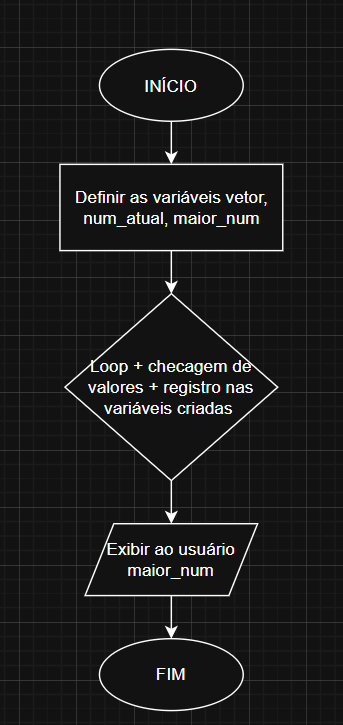 INÍCIO
Definir as variáveis vetor,
num_atual, maior_num
Loop + checagem de
valores + registro nas
variáveis criadas
Exibir ao usuário
maior_num
FIM